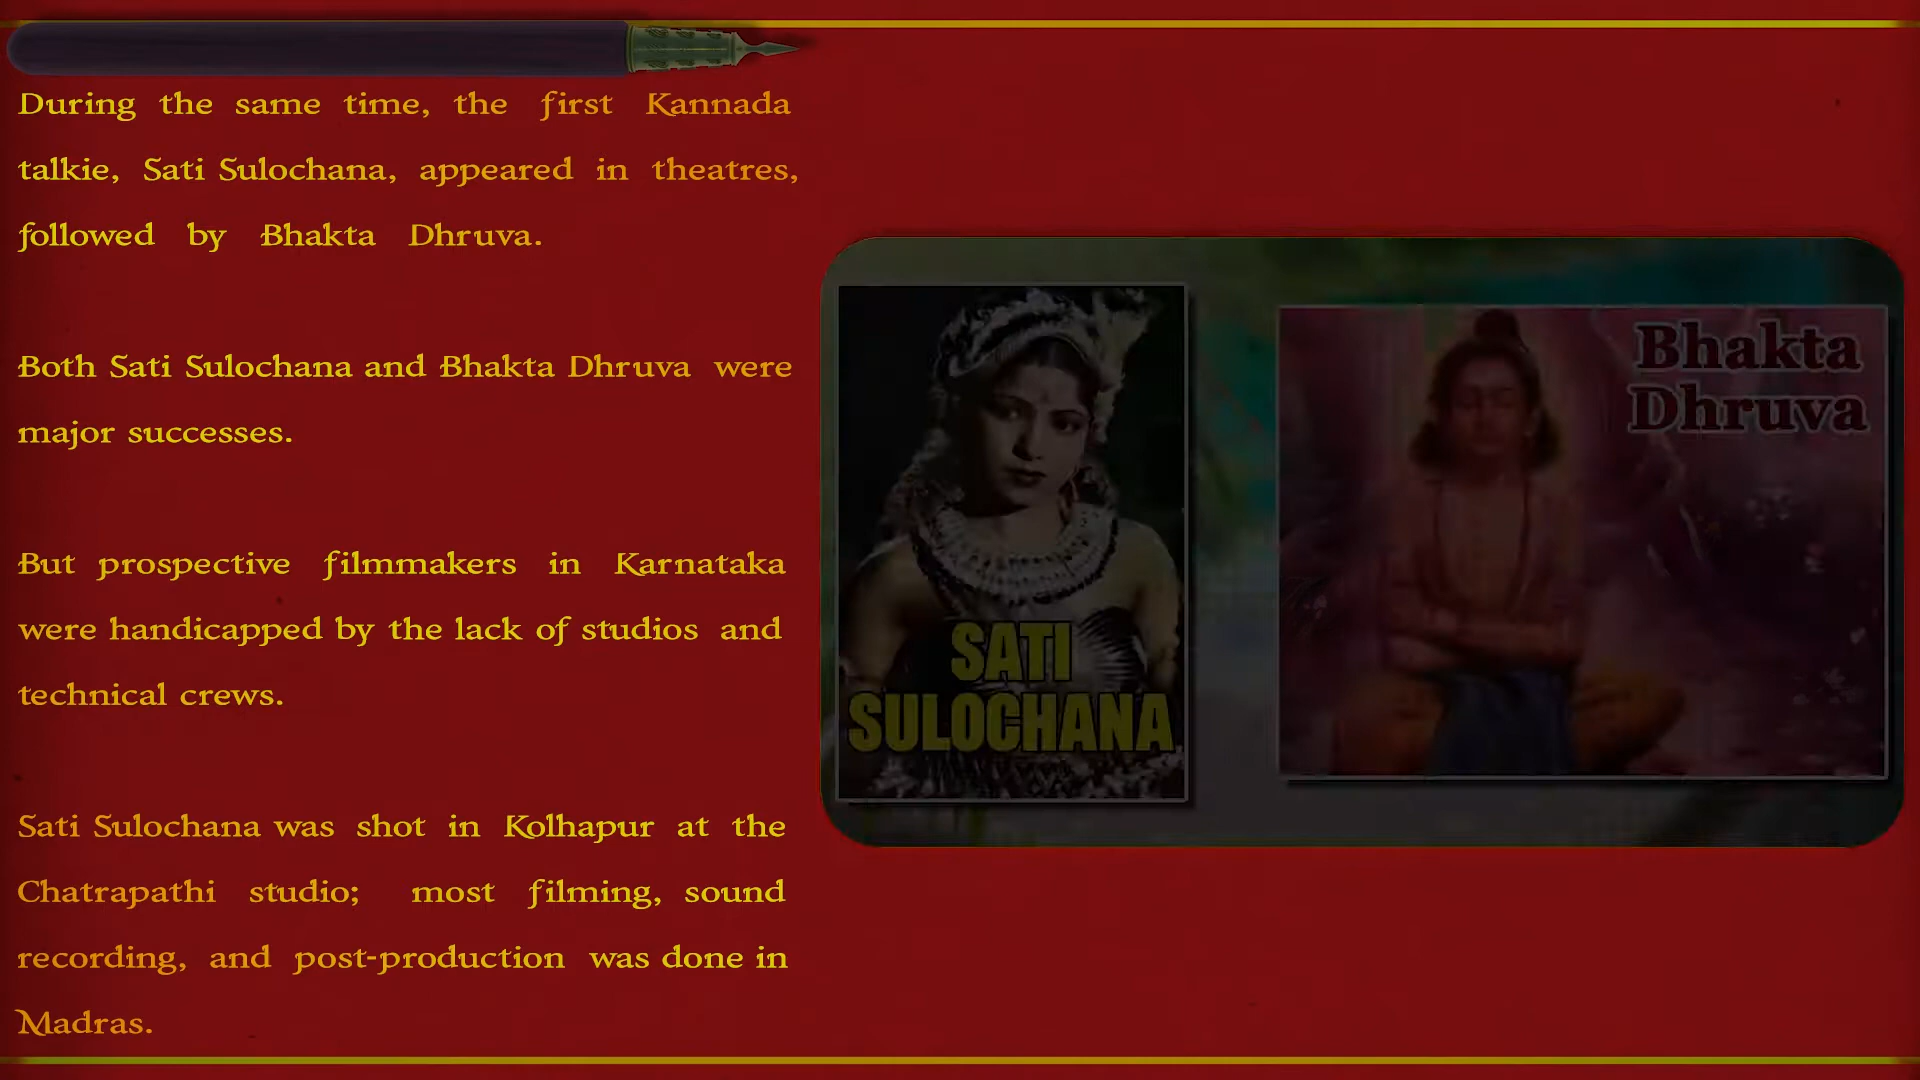 During the same time, the first Kannada
talkie, Sati Sulochana, appeared in theatres,
followed by Bhakta Dhruva.
Both Sati Sulochana and Bhakta Dhruva were
major successes.
But prospective filmmakers in Karnataka
were handicapped by the lack of studios and
technical crews.
Sati Sulochana was shot in Kolhapur at the
Chatrapathi studio; most filming, sound
recording, and post-production was done in
Madras.
SATI
SULOCHANA
Bhakta
Dhruva